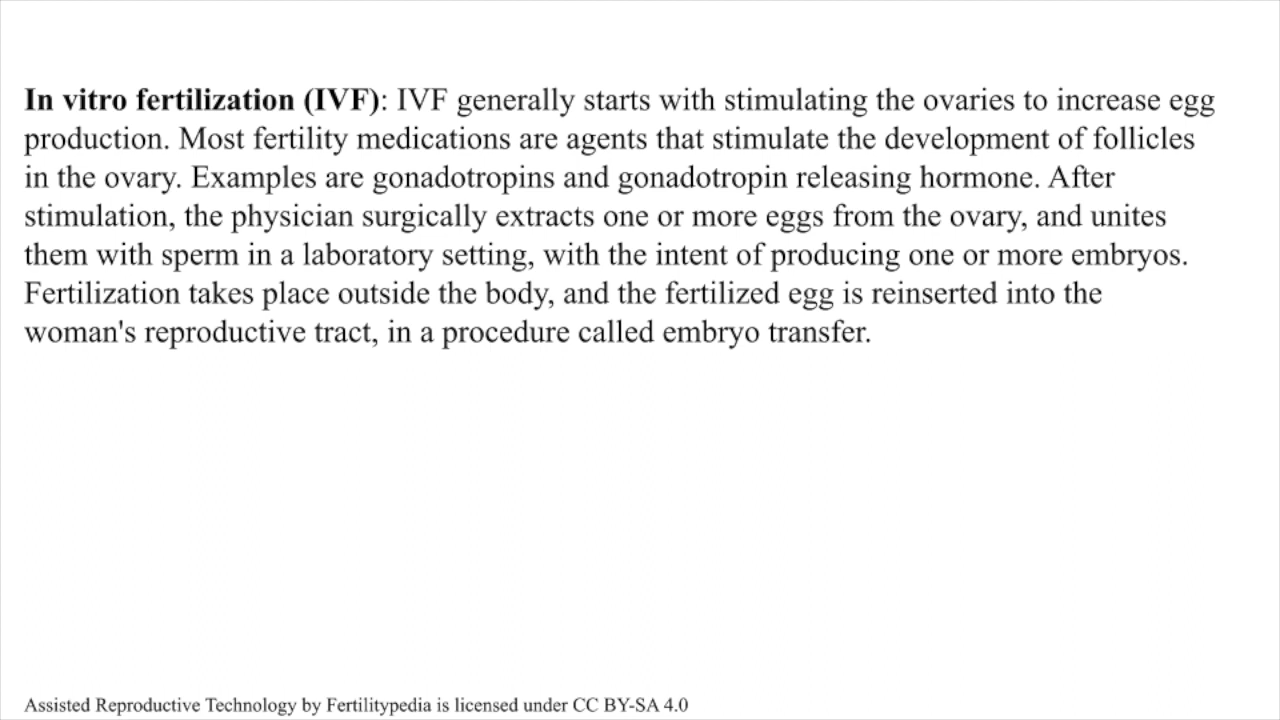 In vitro fertilization (IVF): IVF generally starts with stimulating the ovaries to increase egg
production. Most fertility medications are agents that stimulate the development of follicles
in the ovary. Examples are gonadotropins and gonadotropin releasing hormone. After
stimulation, the physician surgically extracts one or more eggs from the ovary, and unites
them with sperm in a laboratory setting, with the intent of producing one or more embryos.
Fertilization takes place outside the body, and the fertilized egg is reinserted into the
woman's reproductive tract, in a procedure called embryo transfer.
Assisted Reproductive Technology by Fertilitypedia is licensed under CC BY-SA 4.0